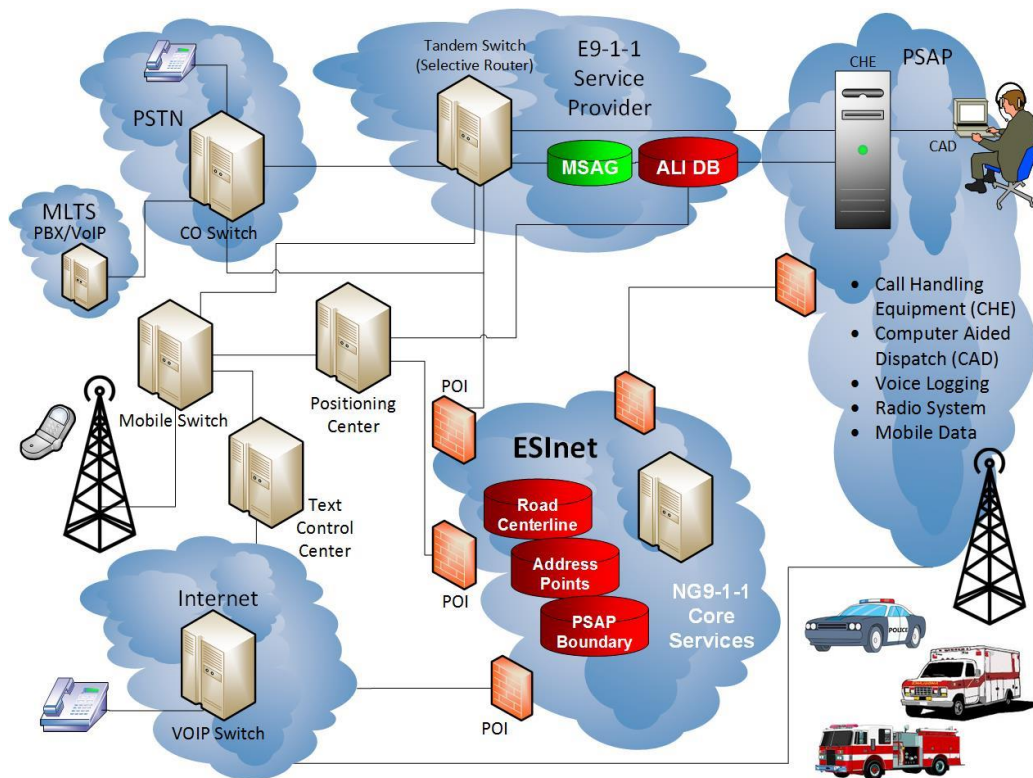 Tandem Switch
(Selective Router)
E9-1-1
Service
Provider
CHE
PSAP
PSTN
CAD
MSAG
ALI DB
MLTS
PBX/VoIP
CO Switch
• Call Handling
Equipment (CHE)
• Computer Aided
Dispatch (CAD)
• Voice Logging
• Radio System
• Mobile Data
POI
Mobile Switch
Positioning
Center
ESInet
Road
Centerline
Text
Control
Center
Address
Points
POI
NG9-1-1
Core
Services
PSAP
Boundary
Internet
POLICE
VOIP Switch
POI